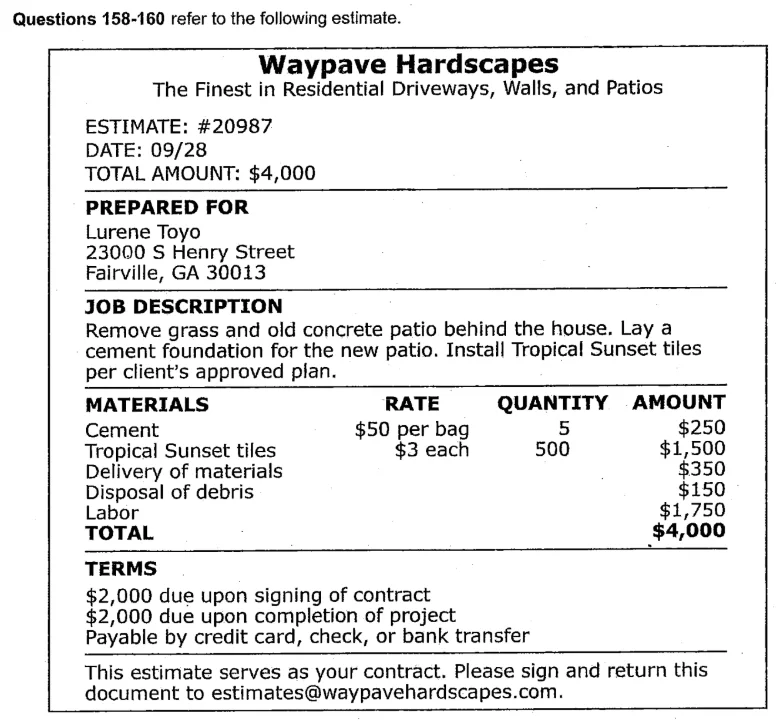 Questions 158-160 refer to the following estimate.
Waypave Hardscapes
The Finest in Residential Driveways, Walls, and Patios
ESTIMATE: #20987
DATE: 09/28
TOTAL AMOUNT: $4,000
PREPARED FOR
Lurene Toyo
23000 S Henry Street
Fairville, GA 30013
JOB DESCRIPTION
Remove grass and old concrete patio behind the house. Lay a
cement foundation for the new patio. Install Tropical Sunset tiles
per client's approved plan.
MATERIALS RATE QUANTITY AMOUNT
Cement $50 per bag 5 $250
Tropical Sunset tiles $3 each 500 $1,500
Delivery of materials $350
Disposal of debris $150
Labor $1,750
TOTAL $4,000
TERMS
$2,000 due upon signing of contract
$2,000 due upon completion of project
Payable by credit card, check, or bank transfer
This estimate serves as your contract. Please sign and return this
document to estimates@waypavehardscapes.com.